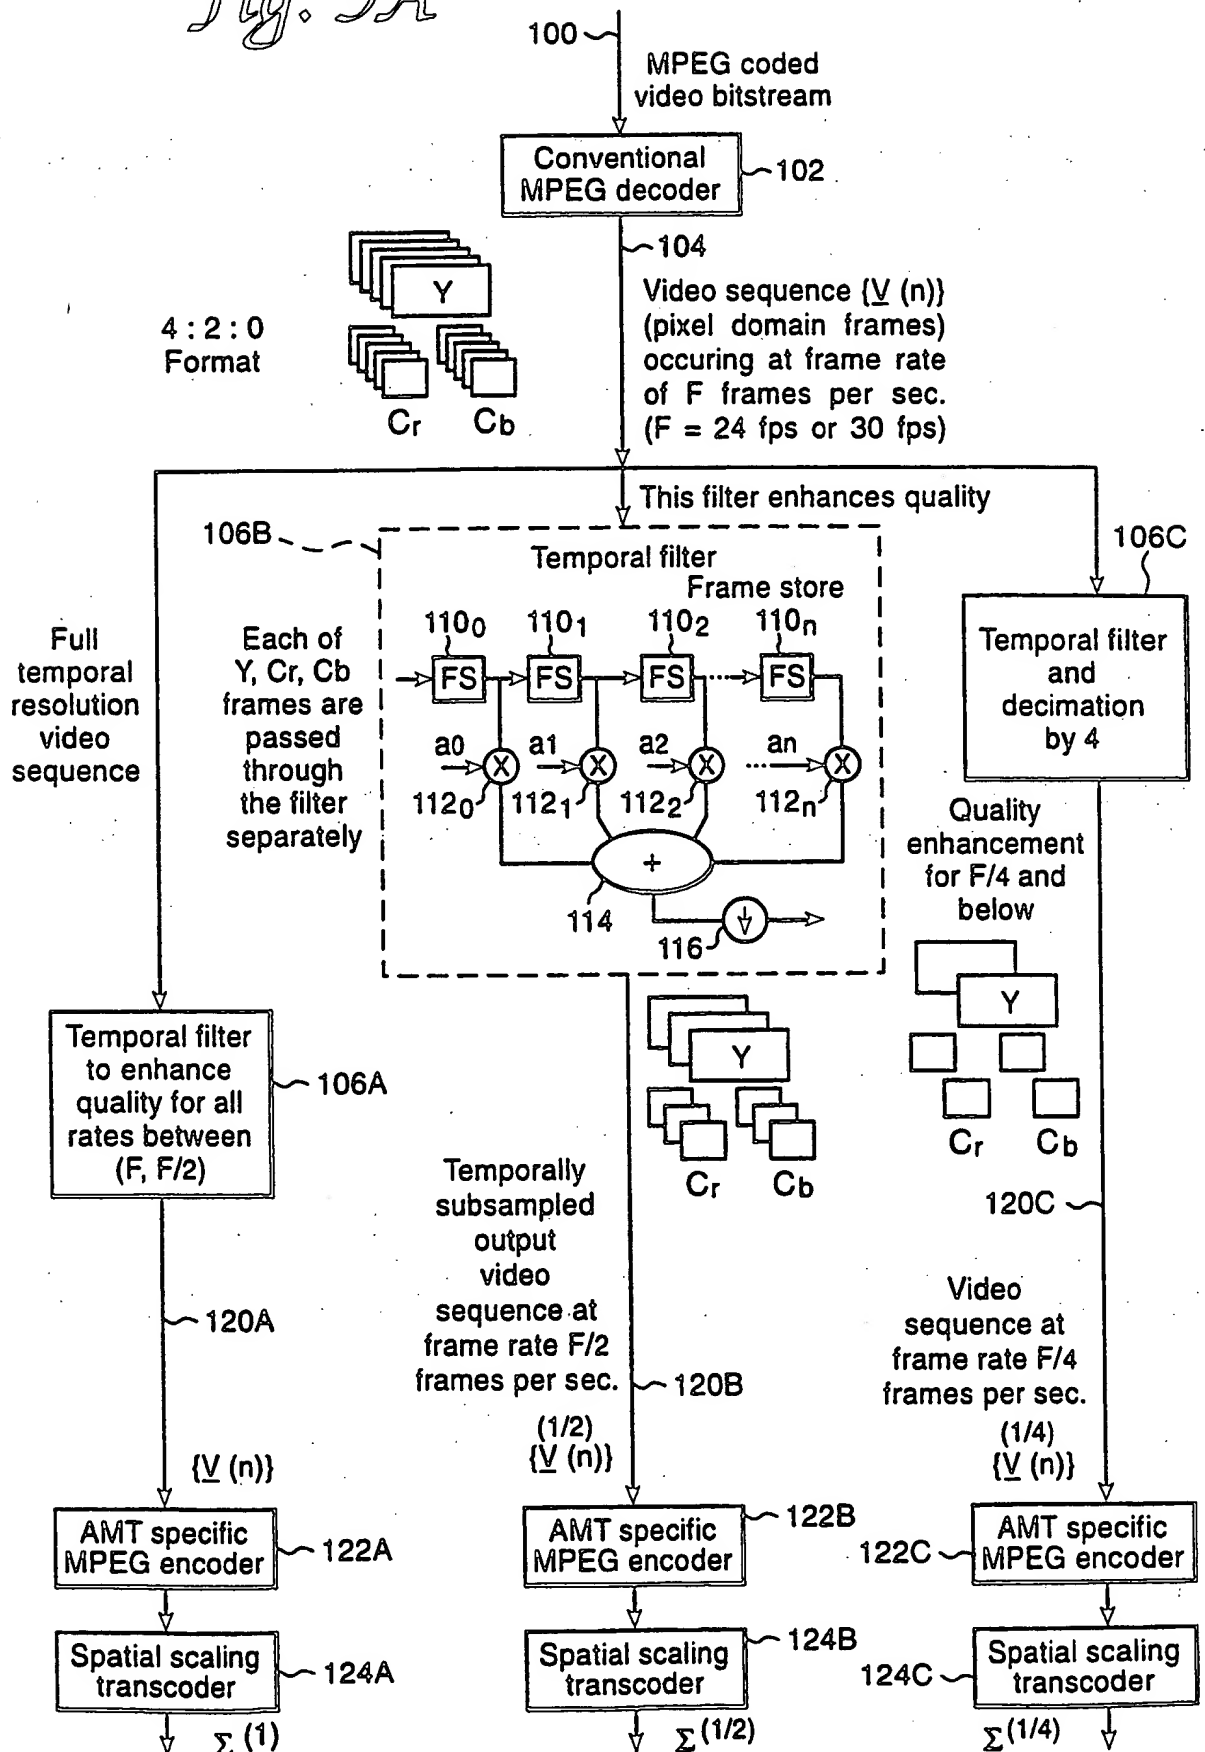 Fig. 3A
100
MPEG coded
video bitstream
Conventional
MPEG decoder
102
104
4 : 2 : 0
Format
Y
Cr
Cb
Video sequence {V (n)}
(pixel domain frames)
occuring at frame rate
of F frames per sec.
(F = 24 fps or 30 fps)
This filter enhances quality
106B
106C
Temporal filter
Frame store
110₀
110₁
110₂
110n
FS
FS
FS
FS
a0
a1
a2
an
X
X
X
X
112₀
112₁
112₂
112n
+
114
116
Full
temporal
resolution
video
sequence
Each of
Y, Cr, Cb
frames are
passed
through
the filter
separately
Temporal filter
and
decimation
by 4
Quality
enhancement
for F/4 and
below
Y
Cr
Cb
Temporal filter
to enhance
quality for all
rates between
(F, F/2)
106A
Y
Cr
Cb
Temporally
subsampled
output
video
sequence at
frame rate F/2
frames per sec.
120A
120B
120C
Video
sequence at
frame rate F/4
frames per sec.
{V (n)}
(1/2)
{V (n)}
(1/4)
{V (n)}
AMT specific
MPEG encoder
122A
AMT specific
MPEG encoder
122B
122C
AMT specific
MPEG encoder
Spatial scaling
transcoder
124A
Spatial scaling
transcoder
124B
124C
Spatial scaling
transcoder
Σ(1)
Σ(1/2)
Σ(1/4)